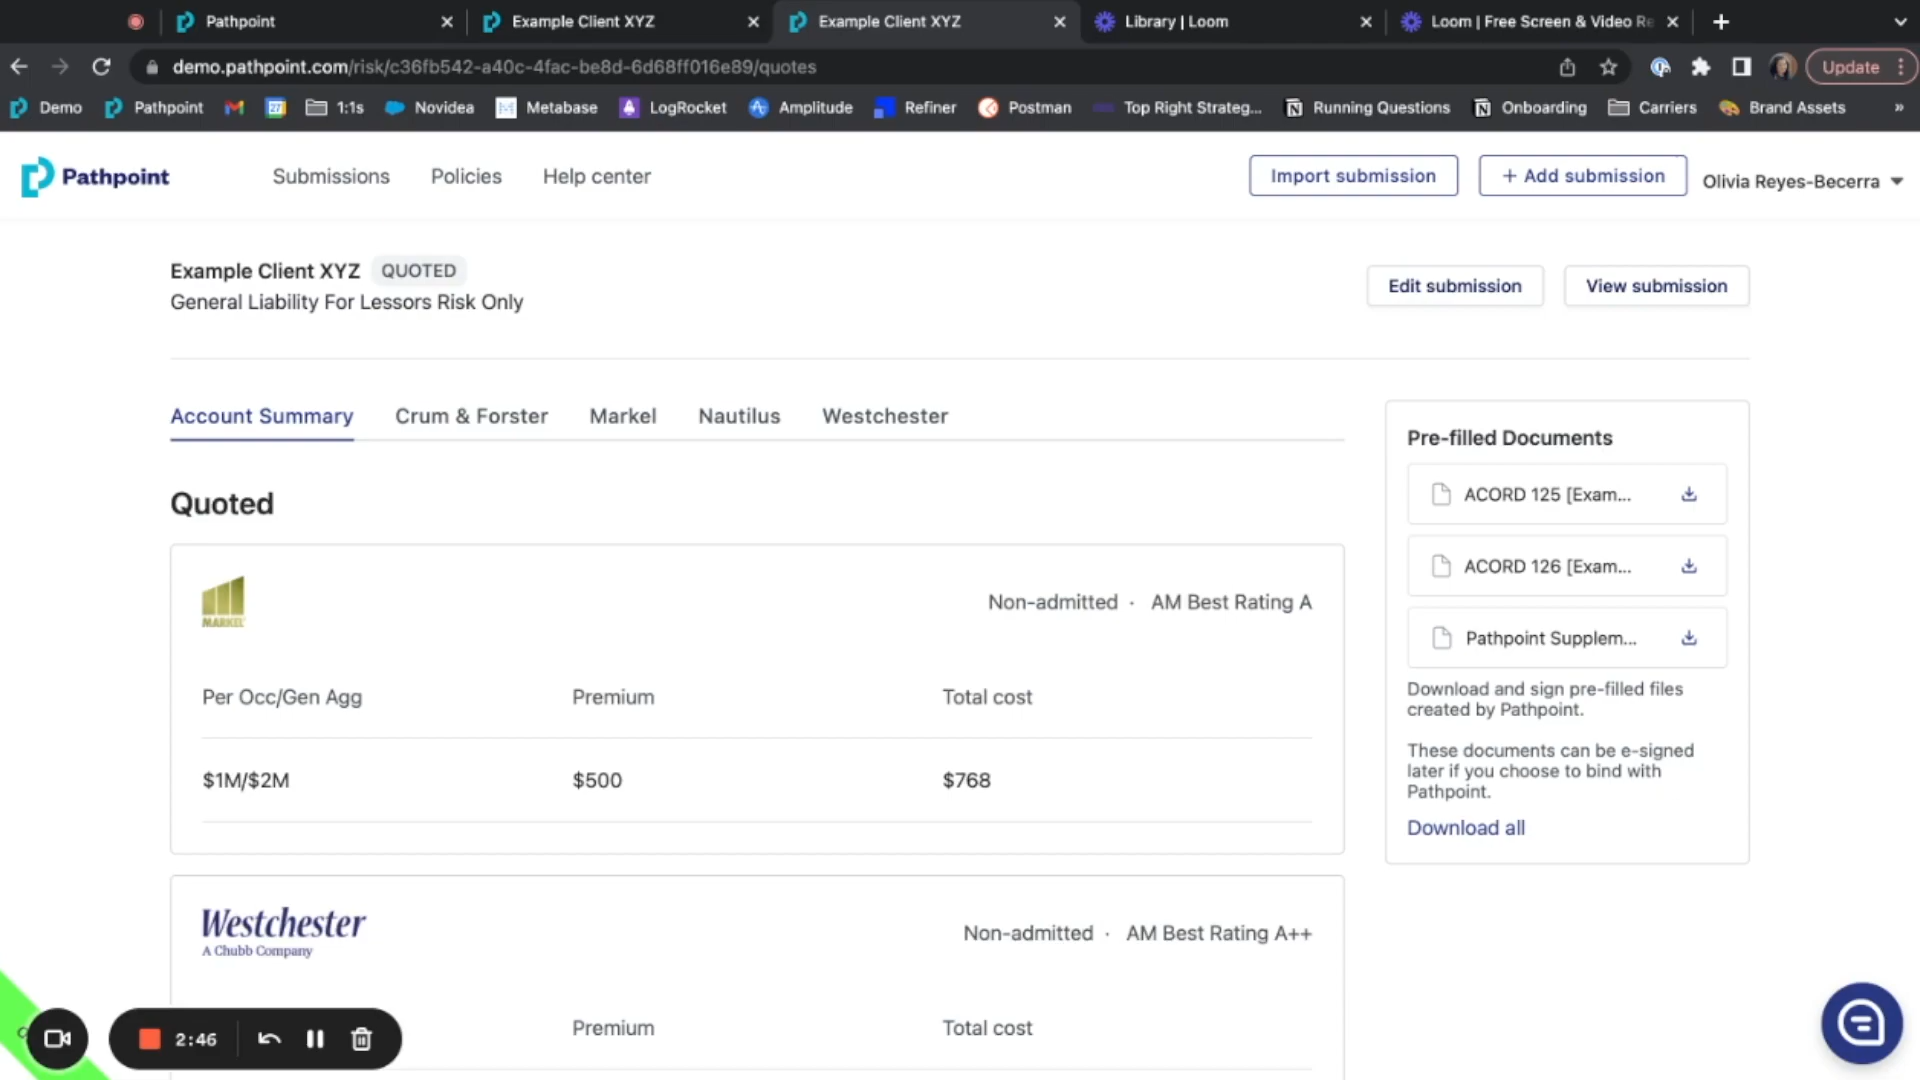 Pathpoint
Example Client XYZ
Example Client XYZ
Library | Loom
Loom | Free Screen & Video Re
demo.pathpoint.com/risk/c36fb542-a40c-4fac-be8d-6d68ff016e89/quotes
Update
Demo
Pathpoint
1:1s
Novidea
Metabase
LogRocket
Amplitude
Refiner
Postman
Top Right Strateg...
Running Questions
Onboarding
Carriers
Brand Assets
»
Pathpoint
Submissions
Policies
Help center
Import submission
+ Add submission
Olivia Reyes-Becerra
Example Client XYZ
QUOTED
General Liability For Lessors Risk Only
Edit submission
View submission
Account Summary
Crum & Forster
Markel
Nautilus
Westchester
Quoted
MARKEL
Non-admitted · AM Best Rating A
Per Occ/Gen Agg
Premium
Total cost
$1M/$2M
$500
$768
Westchester
A Chubb Company
Non-admitted · AM Best Rating A++
Premium
Total cost
Pre-filled Documents
ACORD 125 [Exam...
ACORD 126 [Exam...
Pathpoint Supplem...
Download and sign pre-filled files
created by Pathpoint.
These documents can be e-signed
later if you choose to bind with
Pathpoint.
Download all
2:46